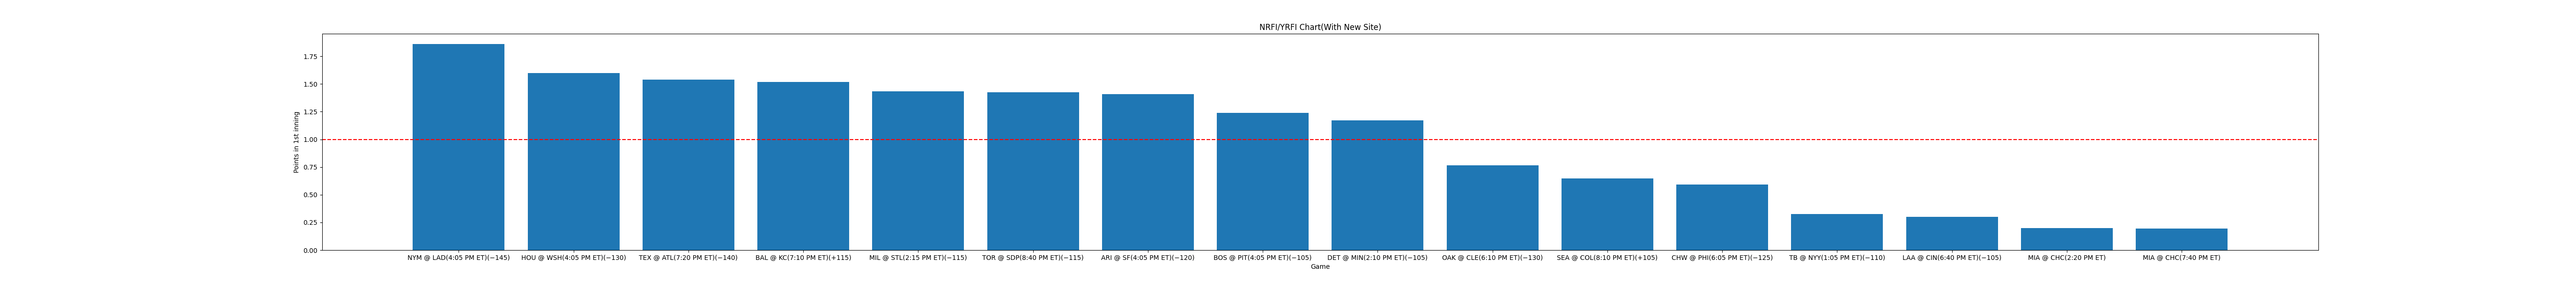 NRFI/YRFI Chart(With New Site)
Points in 1st inning
1.75
1.50
1.25
1.00
0.75
0.50
0.25
0.00
NYM @ LAD(4:05 PM ET)(−145) HOU @ WSH(4:05 PM ET)(−130) TEX @ ATL(7:20 PM ET)(−140) BAL @ KC(7:10 PM ET)(+115) MIL @ STL(2:15 PM ET)(−115) TOR @ SDP(8:40 PM ET)(−115) ARI @ SF(4:05 PM ET)(−120) BOS @ PIT(4:05 PM ET)(−105) DET @ MIN(2:10 PM ET)(−105) OAK @ CLE(6:10 PM ET)(−130) SEA @ COL(8:10 PM ET)(+105) CHW @ PHI(6:05 PM ET)(−125) TB @ NYY(1:05 PM ET)(−110) LAA @ CIN(6:40 PM ET)(−105) MIA @ CHC(2:20 PM ET) MIA @ CHC(7:40 PM ET)
Game